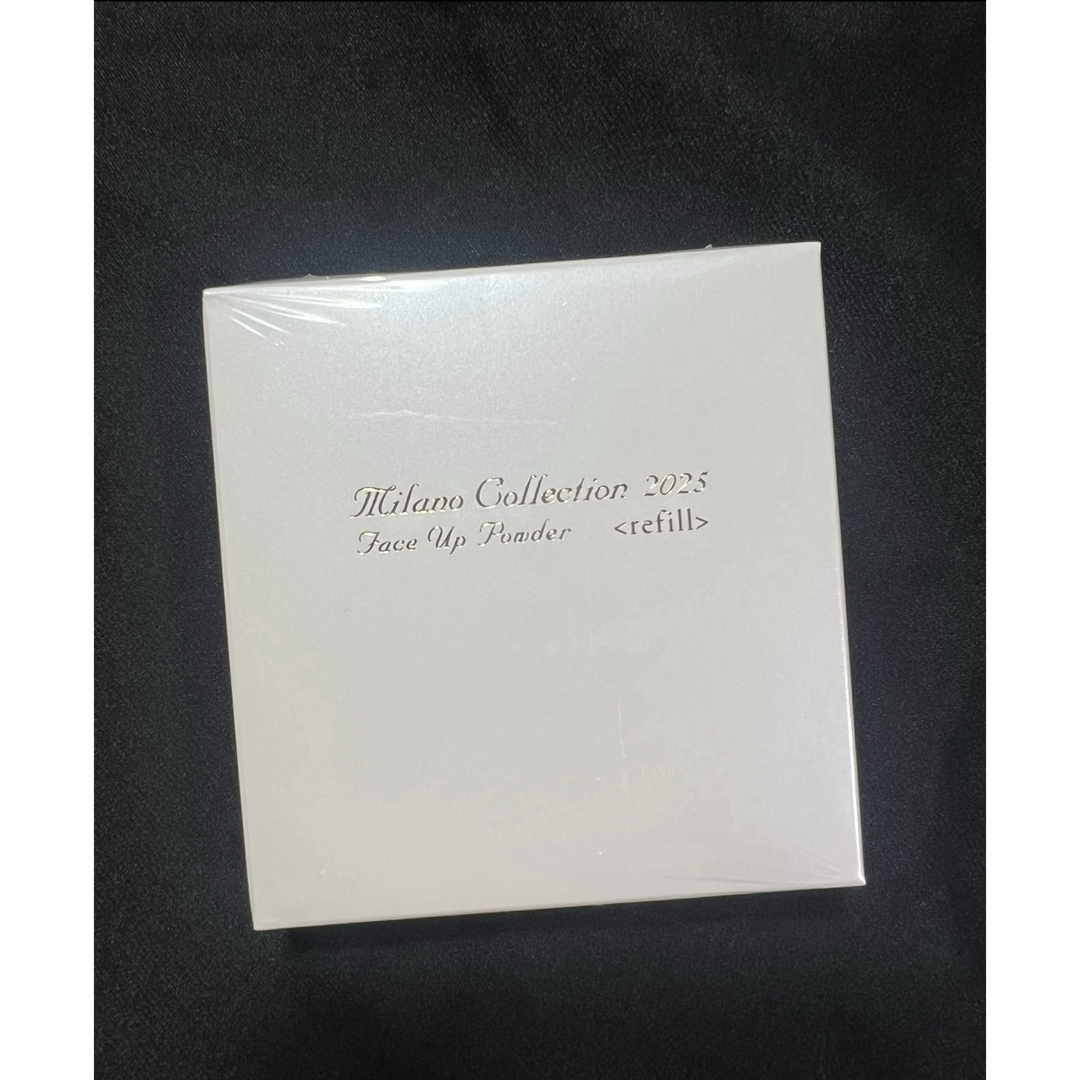 Milano Collection 2025
Face Up Powder <refill>